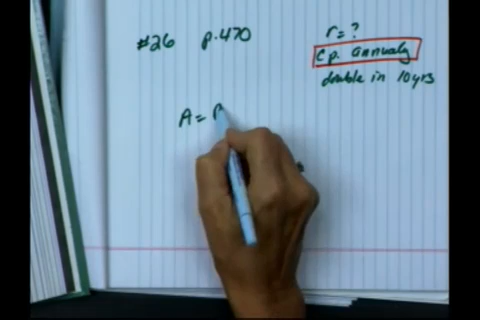 #26 p.470
r = ?
Cp. annualy
double in 10 yrs
A = P